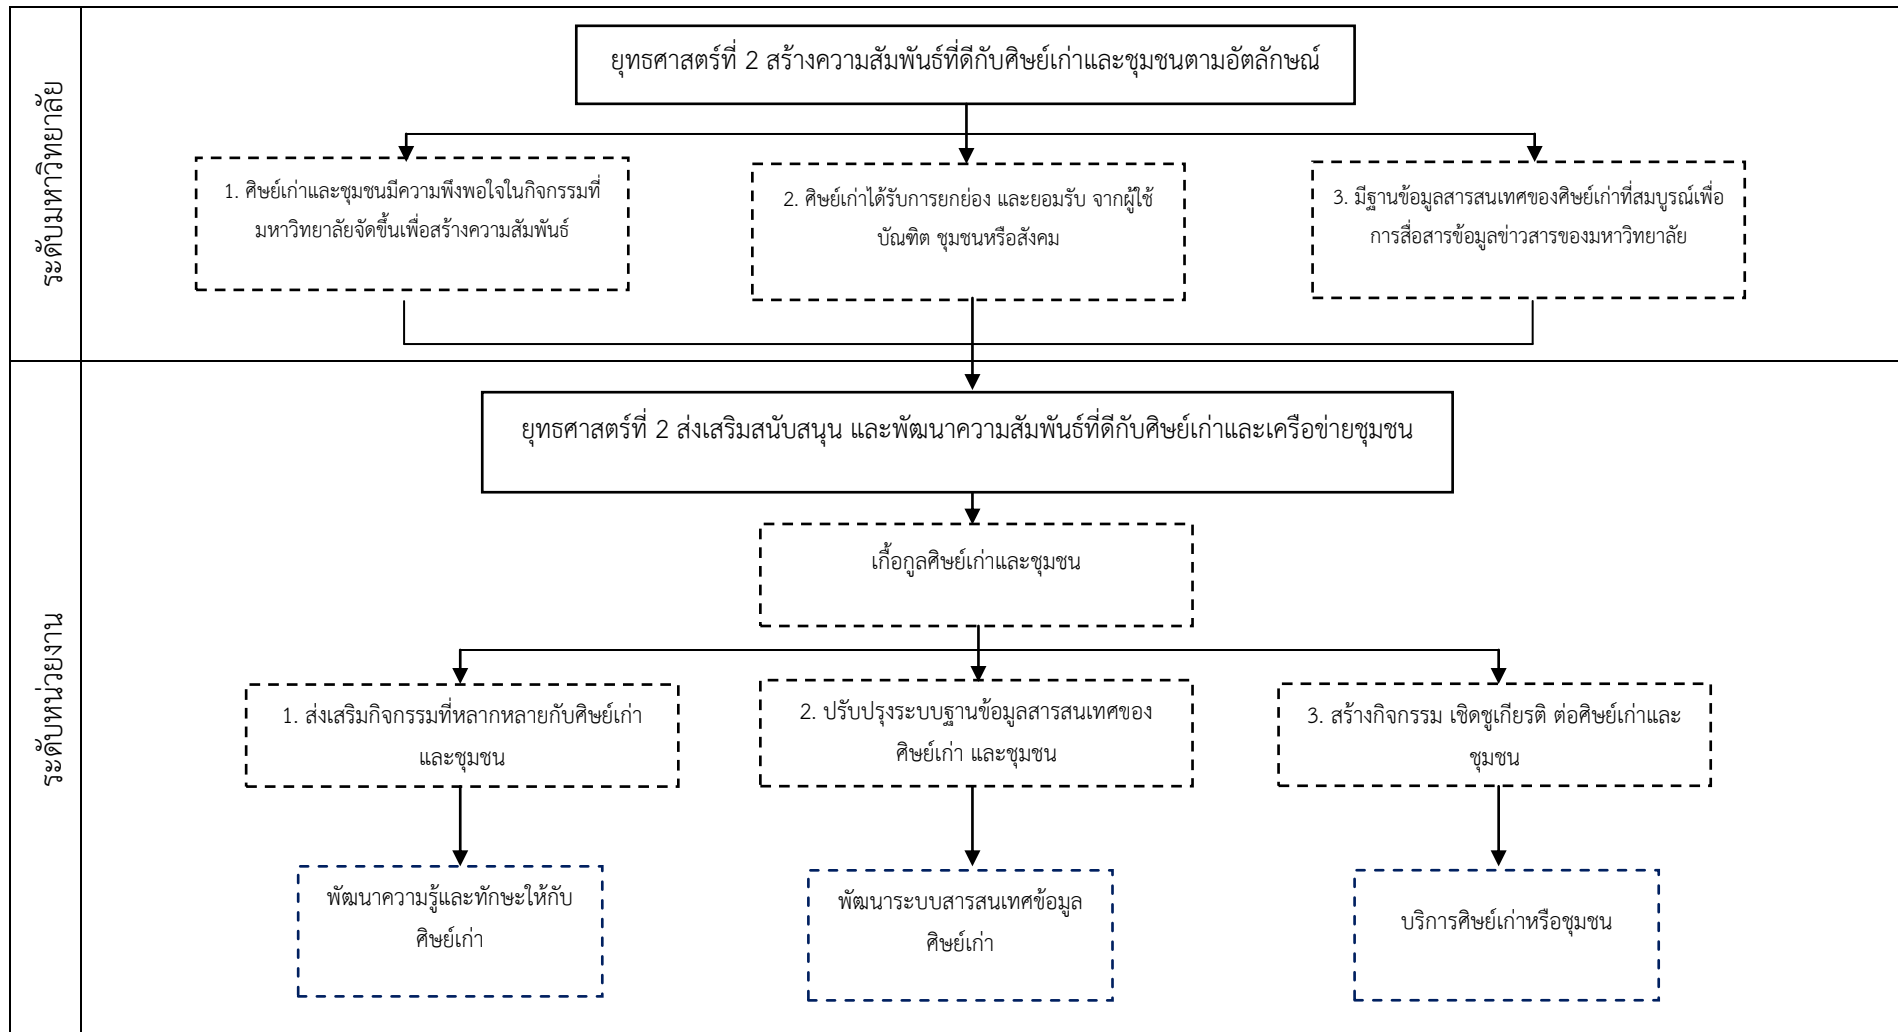 ระดับมหาวิทยาลัย
ยุทธศาสตร์ที่ 2 สร้างความสัมพันธ์ที่ดีกับศิษย์เก่าและชุมชนตามอัตลักษณ์
1. ศิษย์เก่าและชุมชนมีความพึงพอใจในกิจกรรมที่
มหาวิทยาลัยจัดขึ้นเพื่อสร้างความสัมพันธ์
2. ศิษย์เก่าได้รับการยกย่อง และยอมรับ จากผู้ใช้
บัณฑิต ชุมชนหรือสังคม
3. มีฐานข้อมูลสารสนเทศของศิษย์เก่าที่สมบูรณ์เพื่อ
การสื่อสารข้อมูลข่าวสารของมหาวิทยาลัย
ระดับหน่วยงาน
ยุทธศาสตร์ที่ 2 ส่งเสริมสนับสนุน และพัฒนาความสัมพันธ์ที่ดีกับศิษย์เก่าและเครือข่ายชุมชน
เกื้อกูลศิษย์เก่าและชุมชน
1. ส่งเสริมกิจกรรมที่หลากหลายกับศิษย์เก่า
และชุมชน
2. ปรับปรุงระบบฐานข้อมูลสารสนเทศของ
ศิษย์เก่า และชุมชน
3. สร้างกิจกรรม เชิดชูเกียรติ ต่อศิษย์เก่าและ
ชุมชน
พัฒนาความรู้และทักษะให้กับ
ศิษย์เก่า
พัฒนาระบบสารสนเทศข้อมูล
ศิษย์เก่า
บริการศิษย์เก่าหรือชุมชน